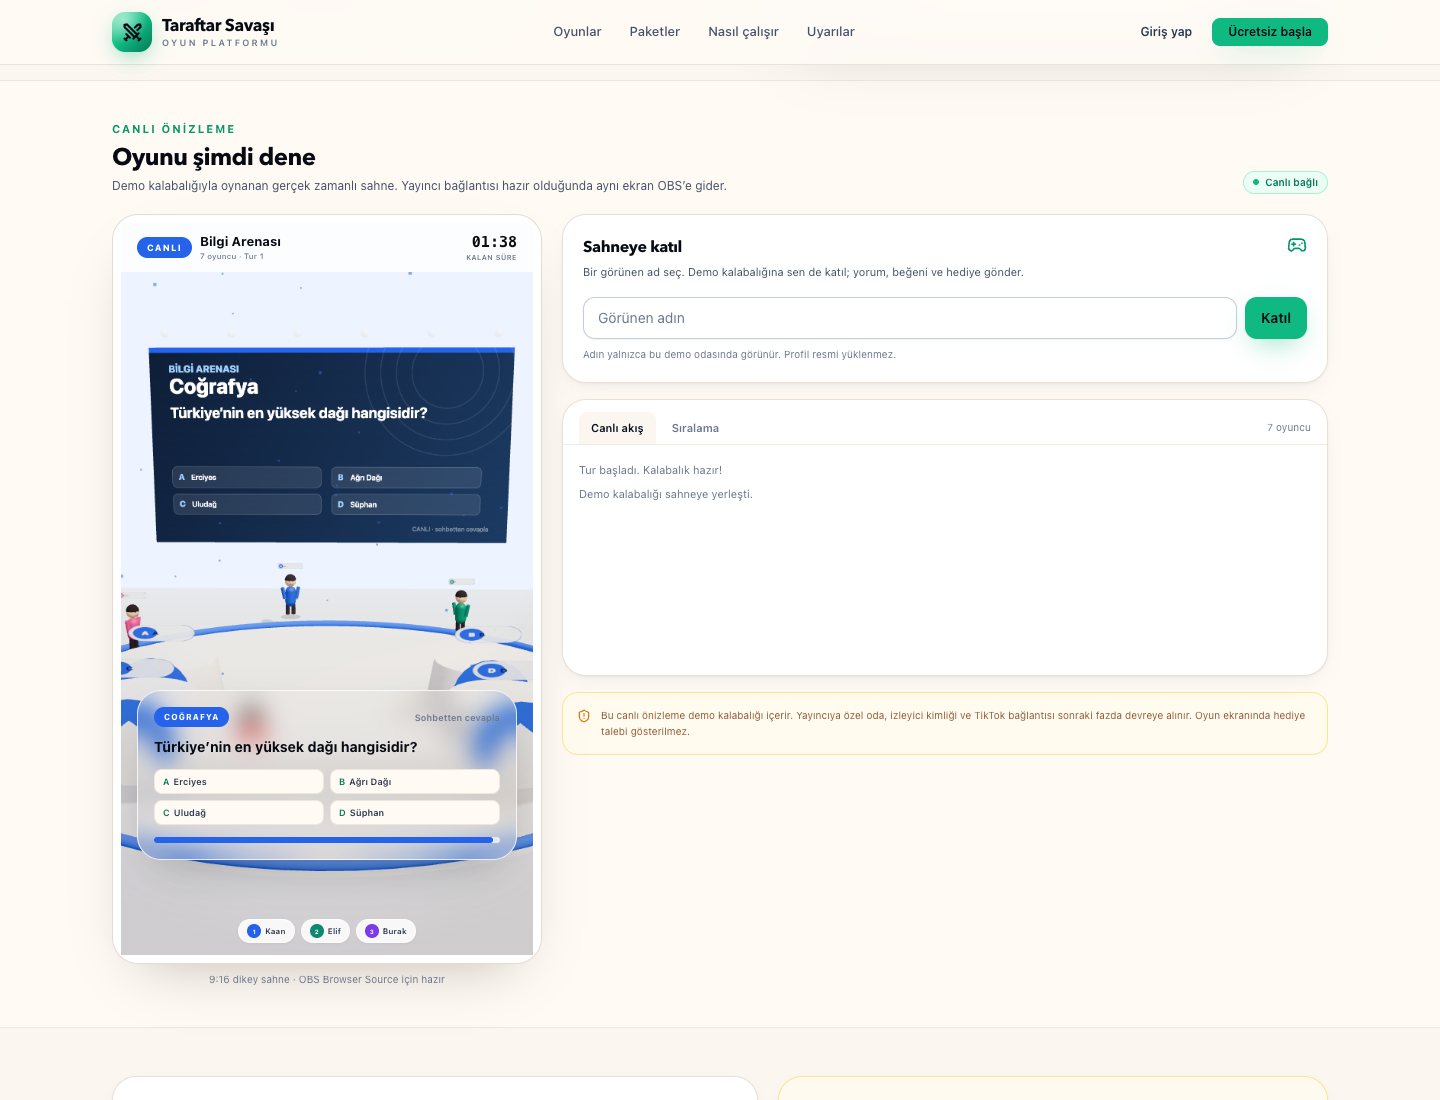 Taraftar Savaşı
OYUN PLATFORMU
Oyunlar
Paketler
Nasıl çalışır
Uyarılar
Giriş yap
Ücretsiz başla
CANLI ÖNİZLEME
Oyunu şimdi dene
Demo kalabalığıyla oynanan gerçek zamanlı sahne. Yayıncı bağlantısı hazır olduğunda aynı ekran OBS'e gider.
Canlı bağlı
CANLI
Bilgi Arenası
7 oyuncu · Tur 1
01:38
KALAN SÜRE
BİLGİ ARENASI
Coğrafya
Türkiye'nin en yüksek dağı hangisidir?
A Erciyes
B Ağrı Dağı
C Uludağ
D Süphan
CANLI · sohbetten cevapla
A
B
D
COĞRAFYA
Sohbetten cevapla
Türkiye'nin en yüksek dağı hangisidir?
A Erciyes
B Ağrı Dağı
C Uludağ
D Süphan
1 Kaan
2 Elif
3 Burak
9:16 dikey sahne · OBS Browser Source için hazır
Sahneye katıl
Bir görünen ad seç. Demo kalabalığına sen de katıl; yorum, beğeni ve hediye gönder.
Görünen adın
Katıl
Adın yalnızca bu demo odasında görünür. Profil resmi yüklenmez.
Canlı akış
Sıralama
7 oyuncu
Tur başladı. Kalabalık hazır!
Demo kalabalığı sahneye yerleşti.
Bu canlı önizleme demo kalabalığı içerir. Yayıncıya özel oda, izleyici kimliği ve TikTok bağlantısı sonraki fazda devreye alınır. Oyun ekranında hediye
talebi gösterilmez.